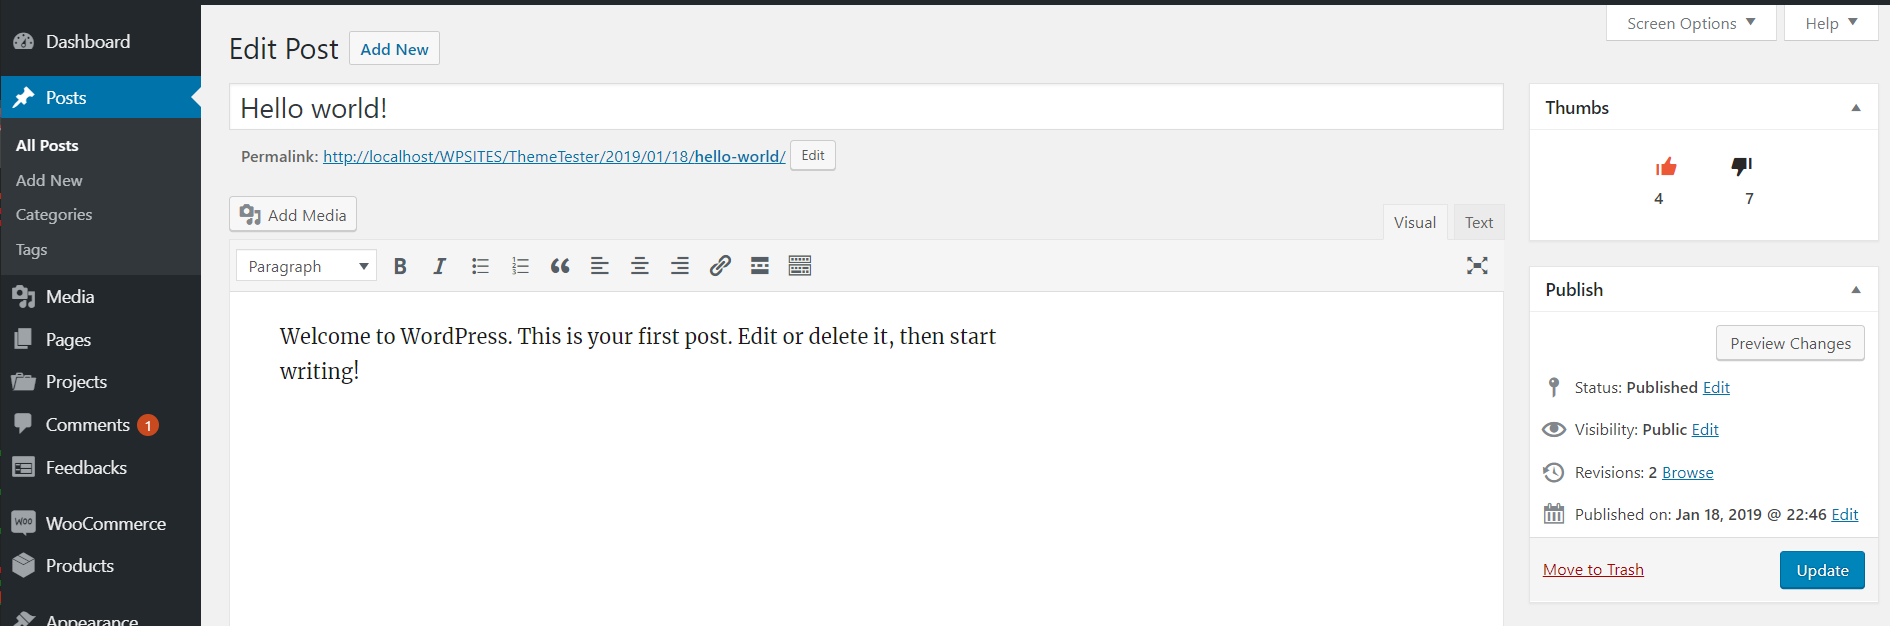 Dashboard
Posts
All Posts
Add New
Categories
Tags
Media
Pages
Projects
Comments 1
Feedbacks
WOO WooCommerce
Products
Appearance
Screen Options
Help
Edit Post Add New
Hello world!
Permalink: http://localhost/WPSITES/ThemeTester/2019/01/18/hello-world/ Edit
Add Media
Visual Text
Paragraph
B I
Welcome to WordPress. This is your first post. Edit or delete it, then start
writing!
Thumbs
4 7
Publish
Preview Changes
Status: Published Edit
Visibility: Public Edit
Revisions: 2 Browse
Published on: Jan 18, 2019 @ 22:46 Edit
Move to Trash Update